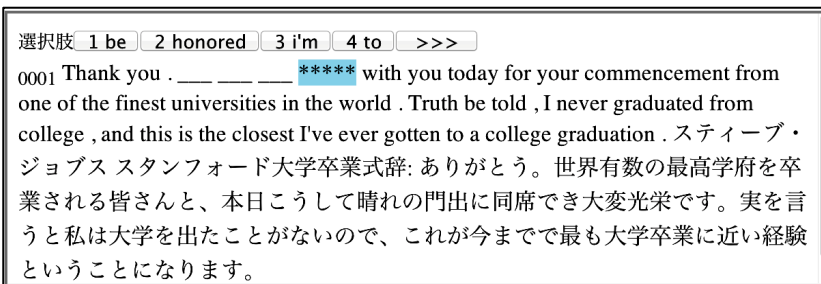 選択肢 1 be 2 honored 3 i'm 4 to >>>
0001 Thank you . ___ ___ ___ ***** with you today for your commencement from
one of the finest universities in the world . Truth be told , I never graduated from
college , and this is the closest I've ever gotten to a college graduation . スティーブ・
ジョブス スタンフォード大学卒業式辞: ありがとう。世界有数の最高学府を卒
業される皆さんと、本日こうして晴れの門出に同席でき大変光栄です。実を言
うと私は大学を出たことがないので、これが今までで最も大学卒業に近い経験
ということになります。